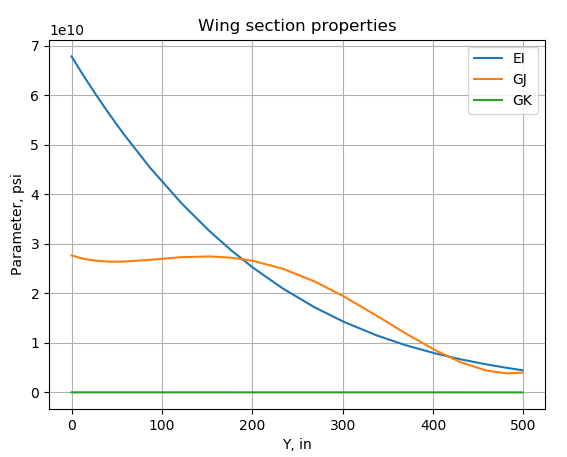 Wing section properties
1e10
7
6
5
4
3
2
1
0
Parameter, psi
EI
GJ
GK
0 100 200 300 400 500
Y, in